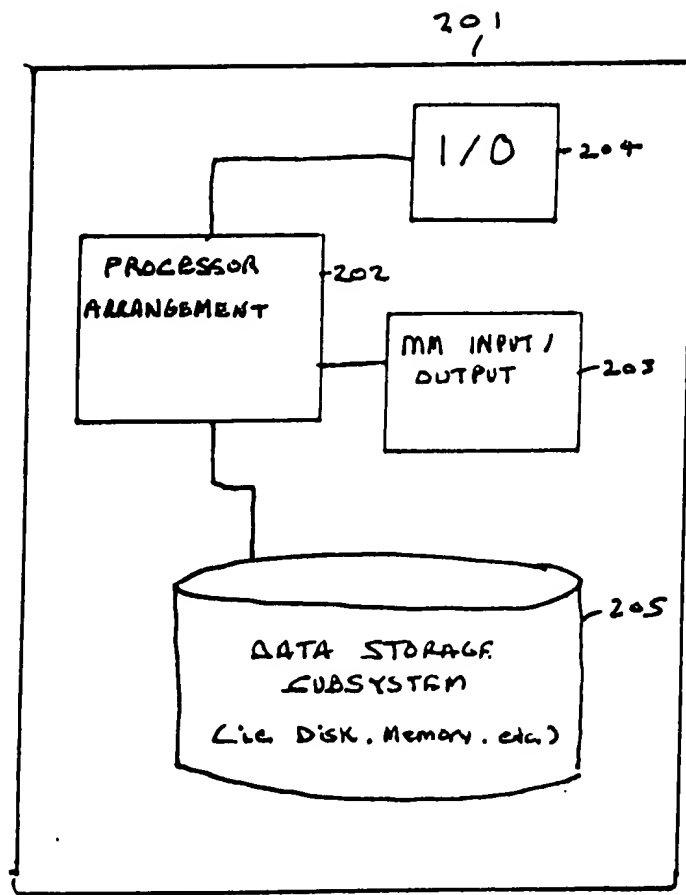 201
I/O
204
PROCESSOR
ARRANGEMENT
202
MM INPUT/
OUTPUT
203
DATA STORAGE
SUBSYSTEM
(i.e. Disk, Memory, etc.)
205